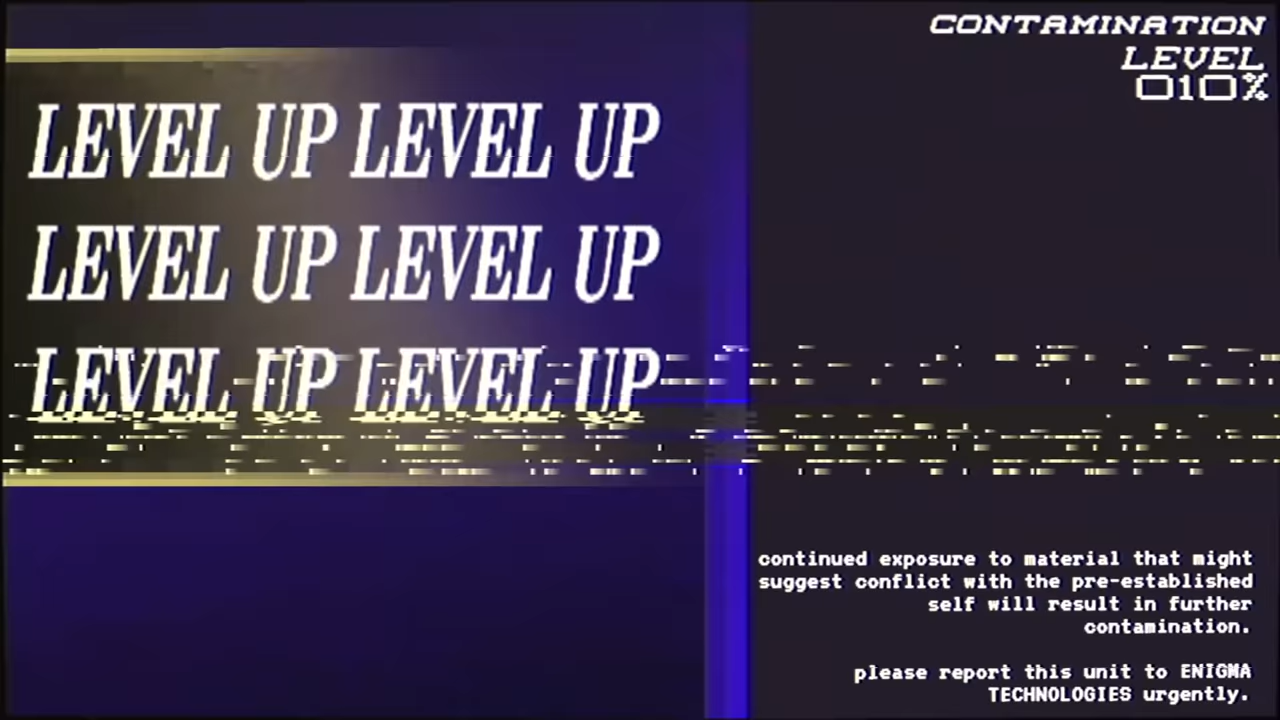 CONTAMINATION
LEVEL
010%
LEVEL UP LEVEL UP
LEVEL UP LEVEL UP
LEVEL UP LEVEL UP
continued exposure to material that might
suggest conflict with the pre-established
self will result in further
contamination.
please report this unit to ENIGMA
TECHNOLOGIES urgently.